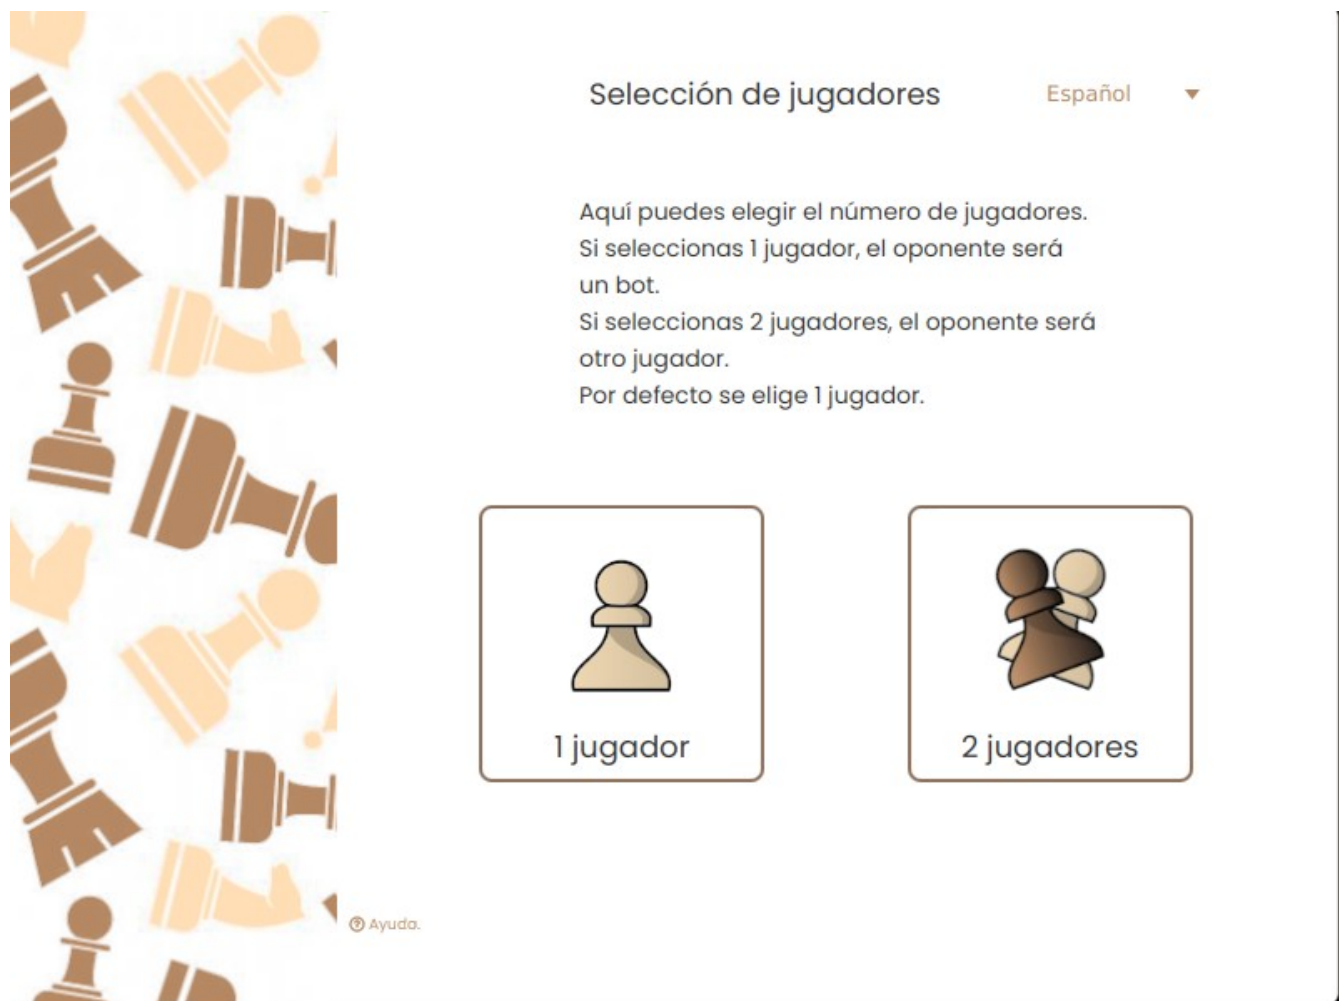 Selección de jugadores
Español
Aquí puedes elegir el número de jugadores.
Si seleccionas 1 jugador, el oponente será
un bot.
Si seleccionas 2 jugadores, el oponente será
otro jugador.
Por defecto se elige 1 jugador.
1 jugador
2 jugadores
Ayuda.